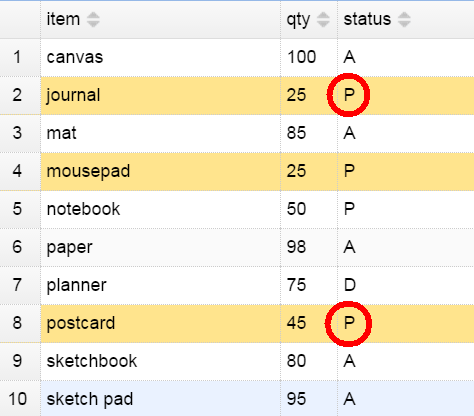 item qty status
1 canvas 100 A
2 journal 25 P
3 mat 85 A
4 mousepad 25 P
5 notebook 50 P
6 paper 98 A
7 planner 75 D
8 postcard 45 P
9 sketchbook 80 A
10 sketch pad 95 A